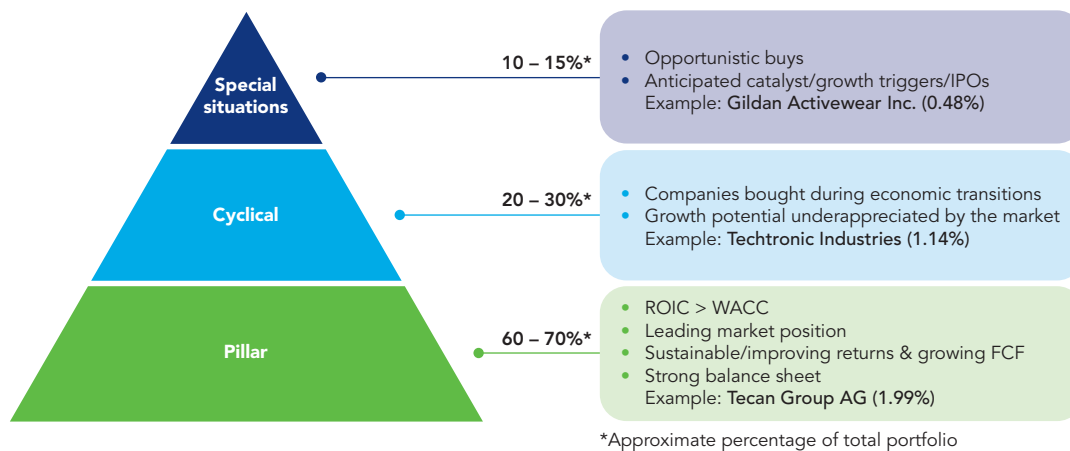 Special
situations
10 – 15%*
• Opportunistic buys
• Anticipated catalyst/growth triggers/IPOs
Example: Gildan Activewear Inc. (0.48%)
Cyclical
20 – 30%*
• Companies bought during economic transitions
• Growth potential underappreciated by the market
Example: Techtronic Industries (1.14%)
Pillar
60 – 70%*
• ROIC > WACC
• Leading market position
• Sustainable/improving returns & growing FCF
• Strong balance sheet
Example: Tecan Group AG (1.99%)
*Approximate percentage of total portfolio